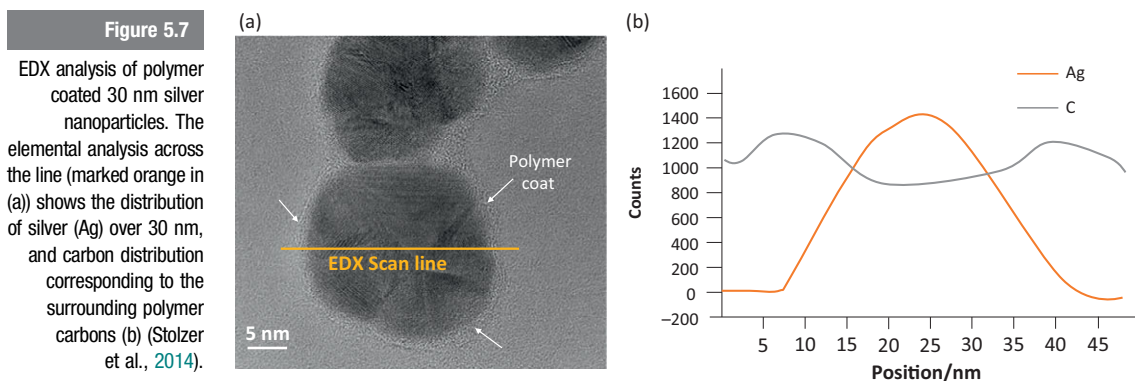 Figure 5.7
EDX analysis of polymer
coated 30 nm silver
nanoparticles. The
elemental analysis across
the line (marked orange in
(a)) shows the distribution
of silver (Ag) over 30 nm,
and carbon distribution
corresponding to the
surrounding polymer
carbons (b) (Stolzer
et al., 2014).
(a)
Polymer
coat
EDX Scan line
5 nm
(b)
Ag
C
1600
1400
1200
1000
800
600
400
200
0
−200
Counts
5 10 15 20 25 30 35 40 45
Position/nm